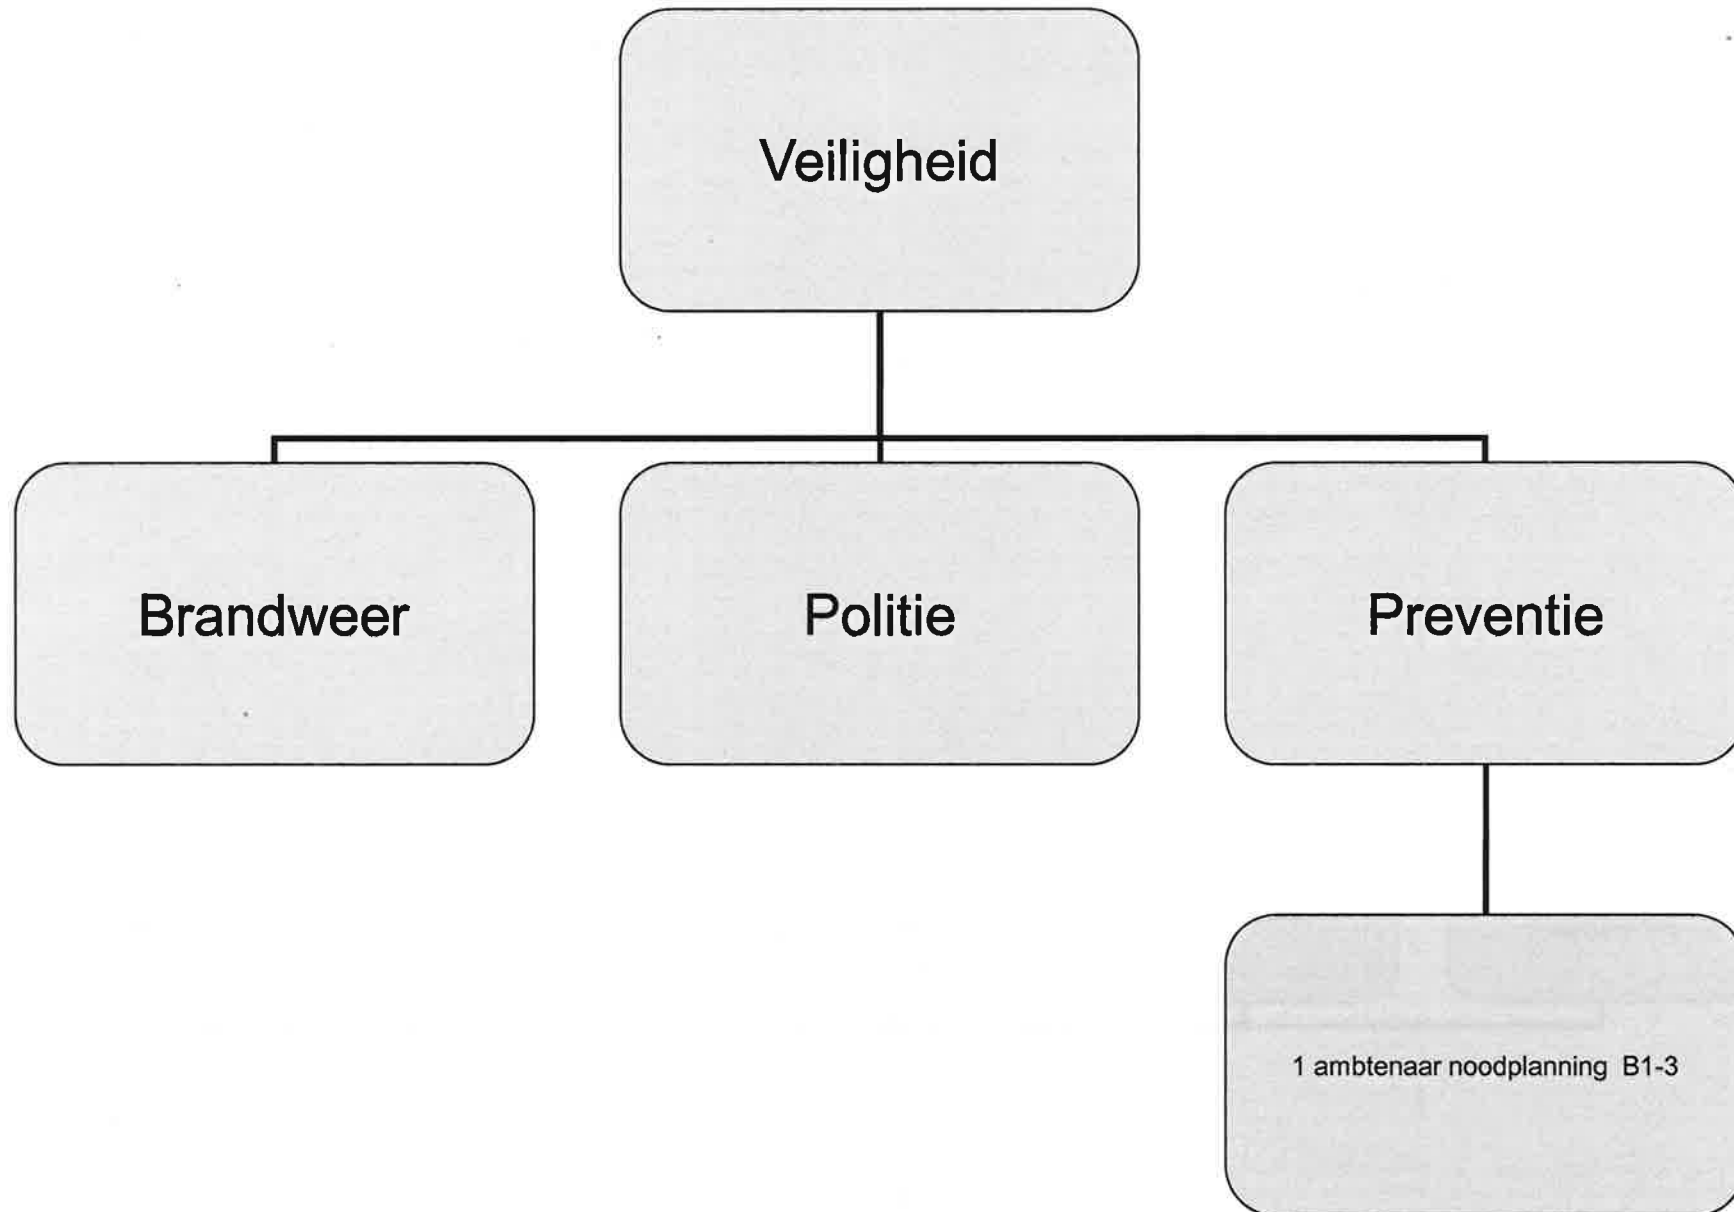 Veiligheid
Brandweer
Politie
Preventie
1 ambtenaar noodplanning B1-3